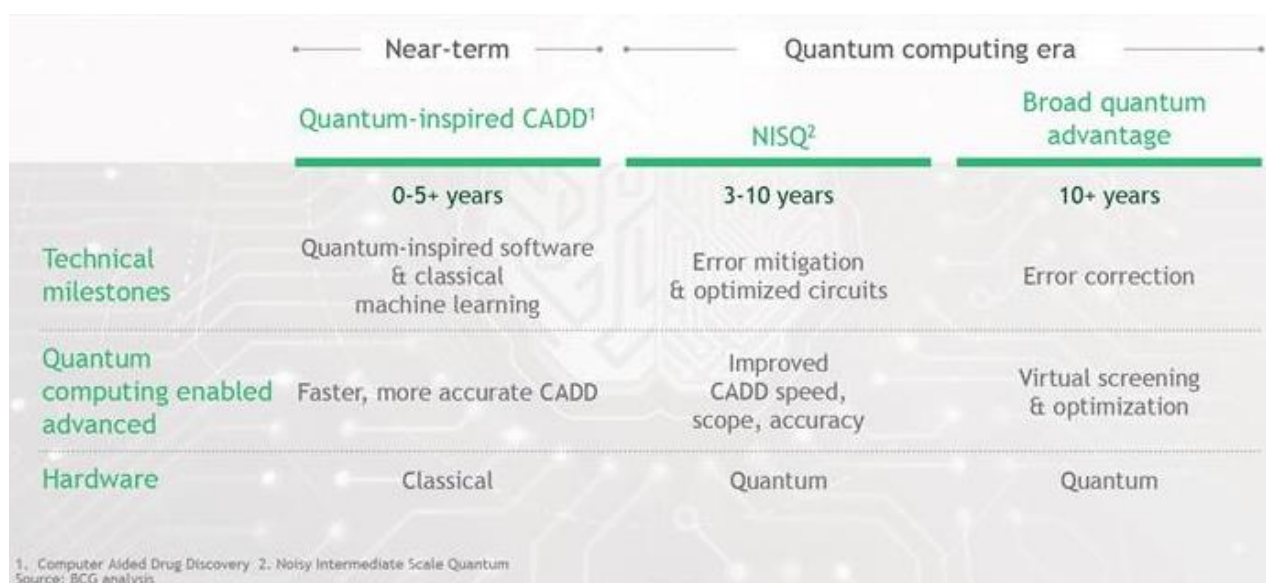 Near-term
Quantum computing era
Quantum-inspired CADD¹
NISQ²
Broad quantum
advantage
0-5+ years
3-10 years
10+ years
Technical
milestones
Quantum-inspired software
& classical
machine learning
Error mitigation
& optimized circuits
Error correction
Quantum
computing enabled
advanced
Faster, more accurate CADD
Improved
CADD speed,
scope, accuracy
Virtual screening
& optimization
Hardware
Classical
Quantum
Quantum
1. Computer Aided Drug Discovery 2. Noisy Intermediate Scale Quantum
Source: BCG analysis